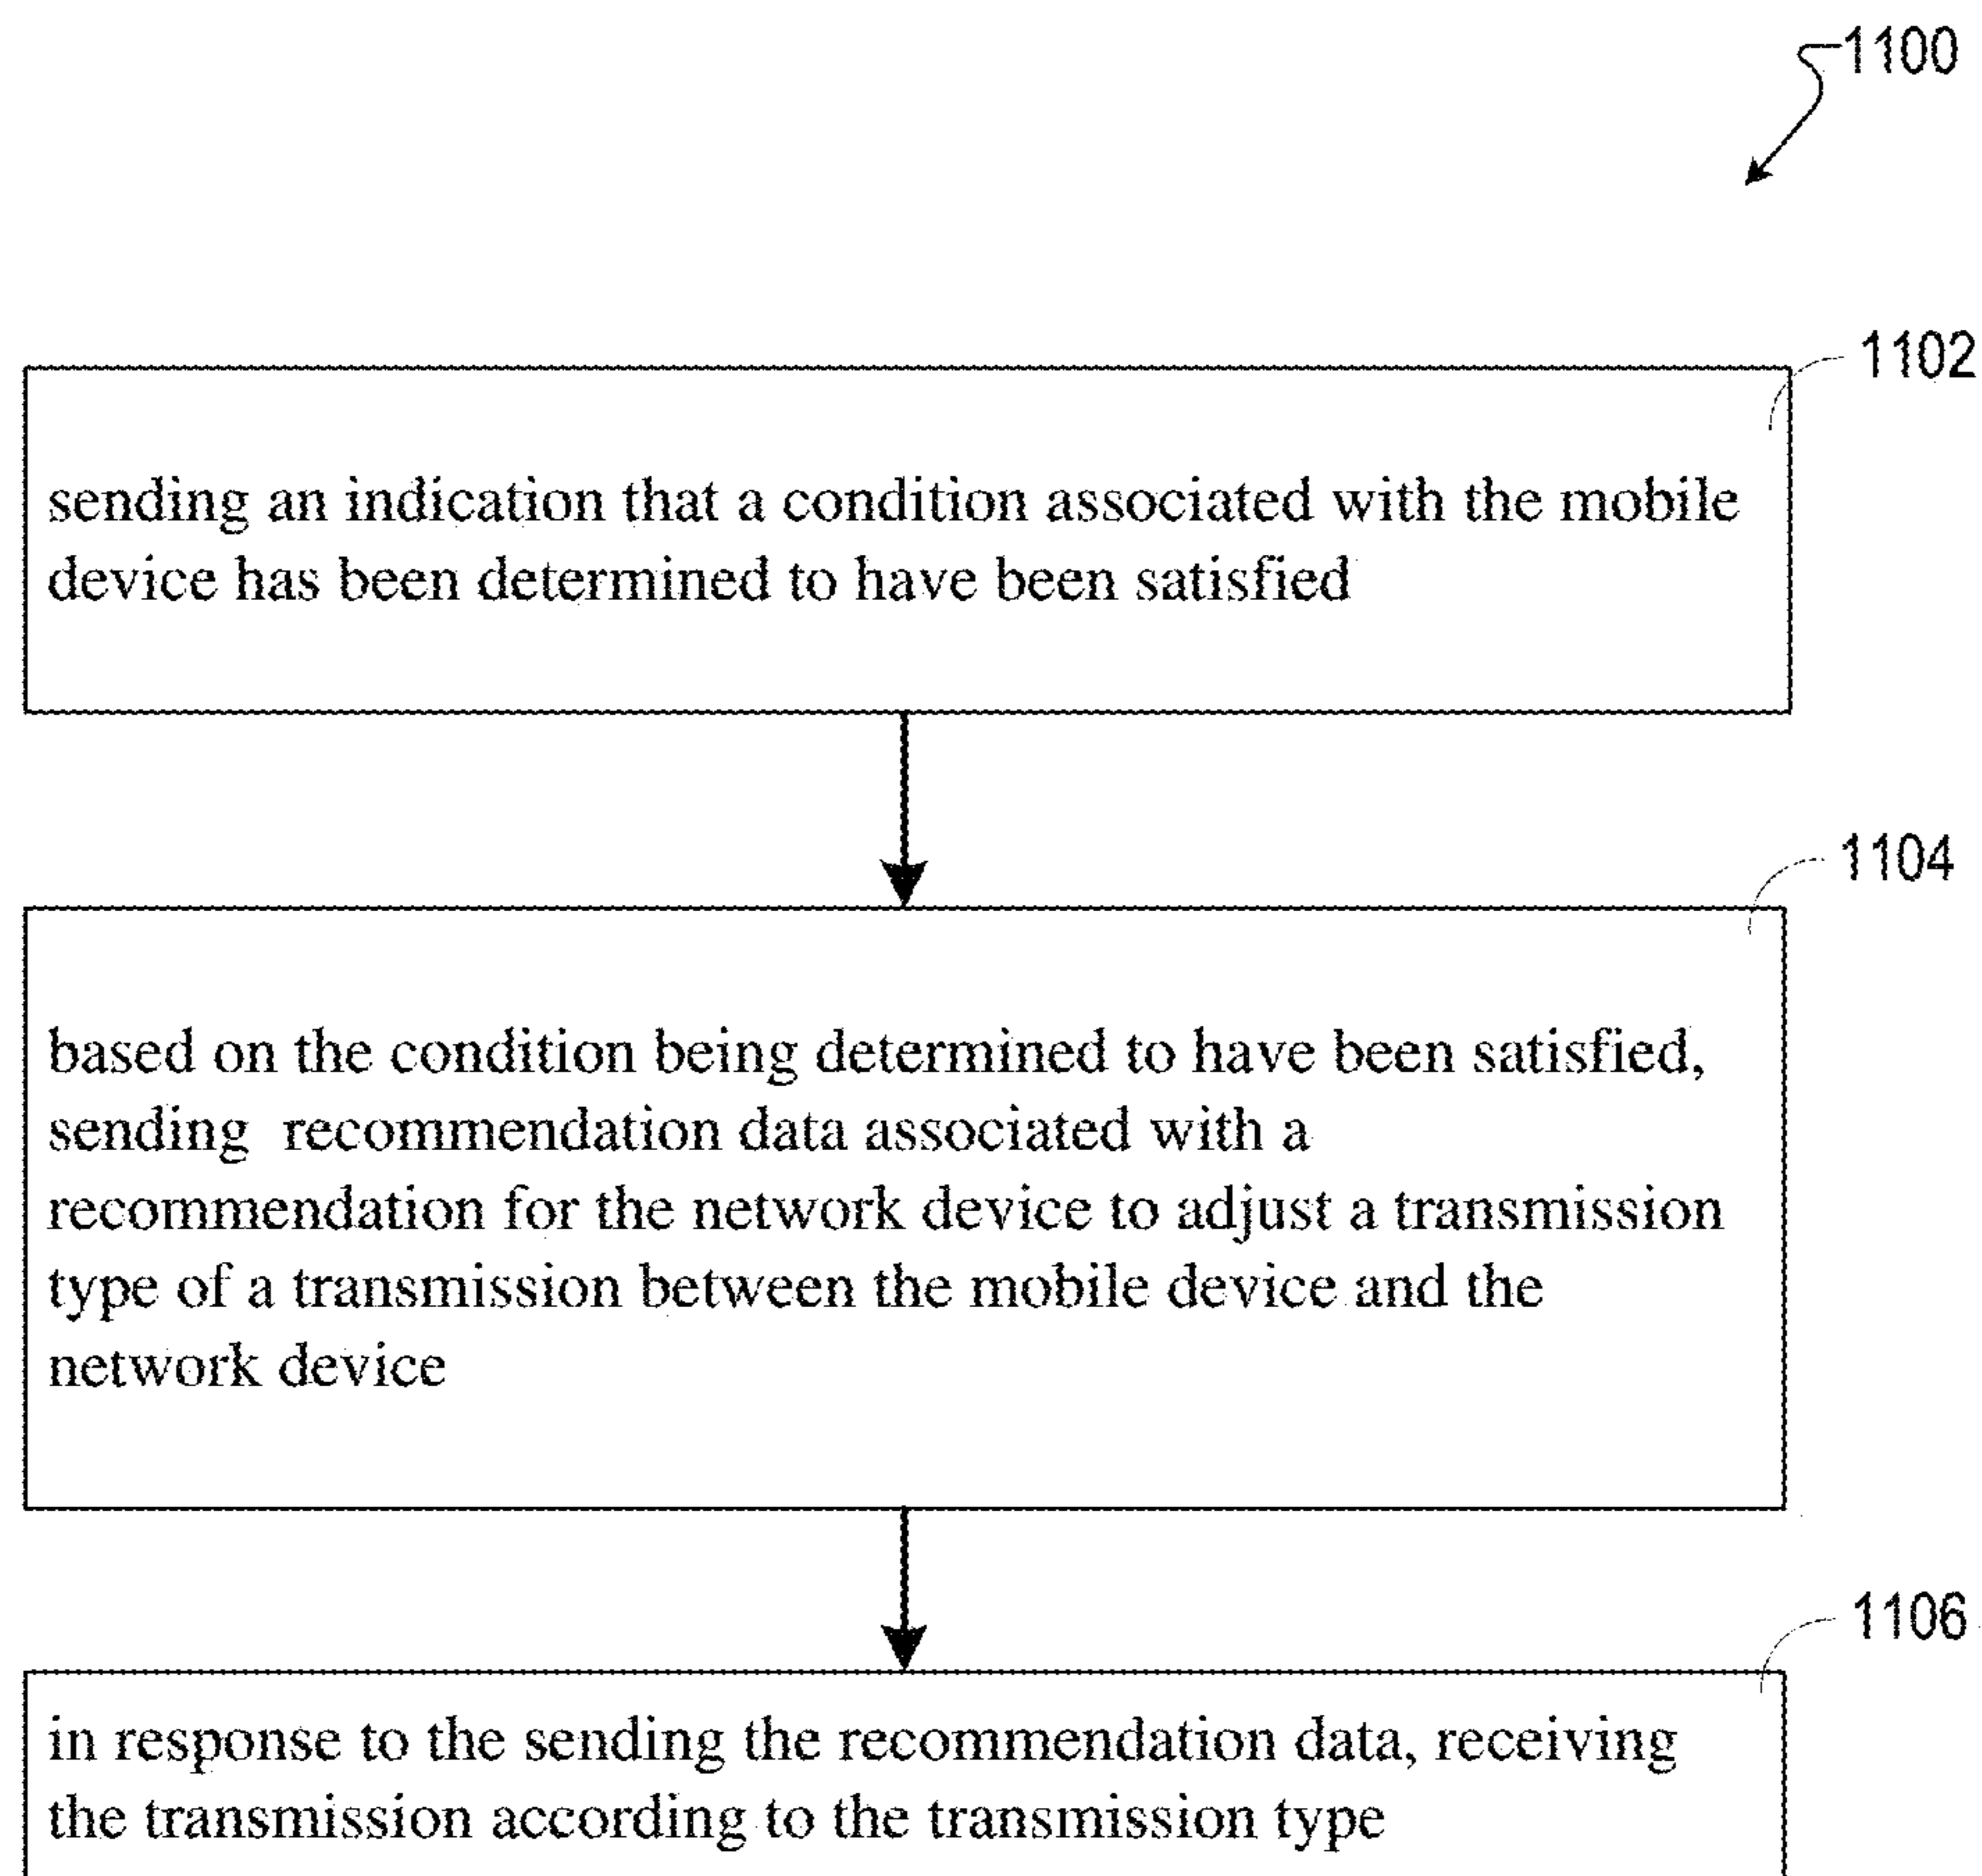 1100
1102
sending an indication that a condition associated with the mobile
device has been determined to have been satisfied
1104
based on the condition being determined to have been satisfied,
sending recommendation data associated with a
recommendation for the network device to adjust a transmission
type of a transmission between the mobile device and the
network device
1106
in response to the sending the recommendation data, receiving
the transmission according to the transmission type